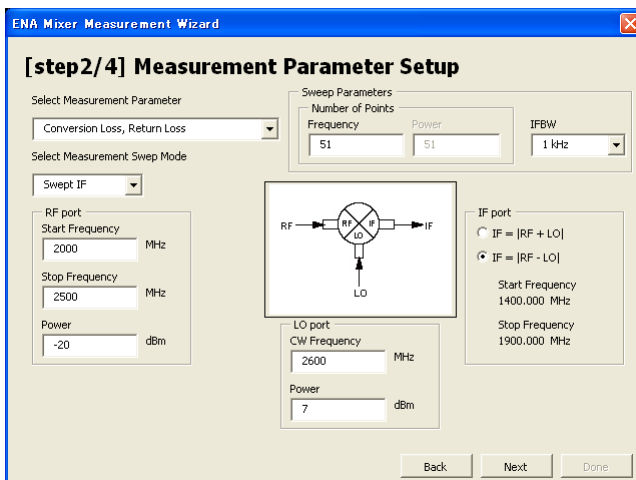 ENA Mixer Measurement Wizard
[step2/4] Measurement Parameter Setup
Select Measurement Parameter
Conversion Loss, Return Loss
Select Measurement Swep Mode
Swept IF
Sweep Parameters
Number of Points
Frequency
51
Power
51
IFBW
1 kHz
RF port
Start Frequency
2000 MHz
Stop Frequency
2500 MHz
Power
-20 dBm
RF RF IF IF
LO
LO
LO port
CW Frequency
2600 MHz
Power
7 dBm
IF port
IF = |RF + LO|
IF = |RF - LO|
Start Frequency
1400.000 MHz
Stop Frequency
1900.000 MHz
Back Next Done